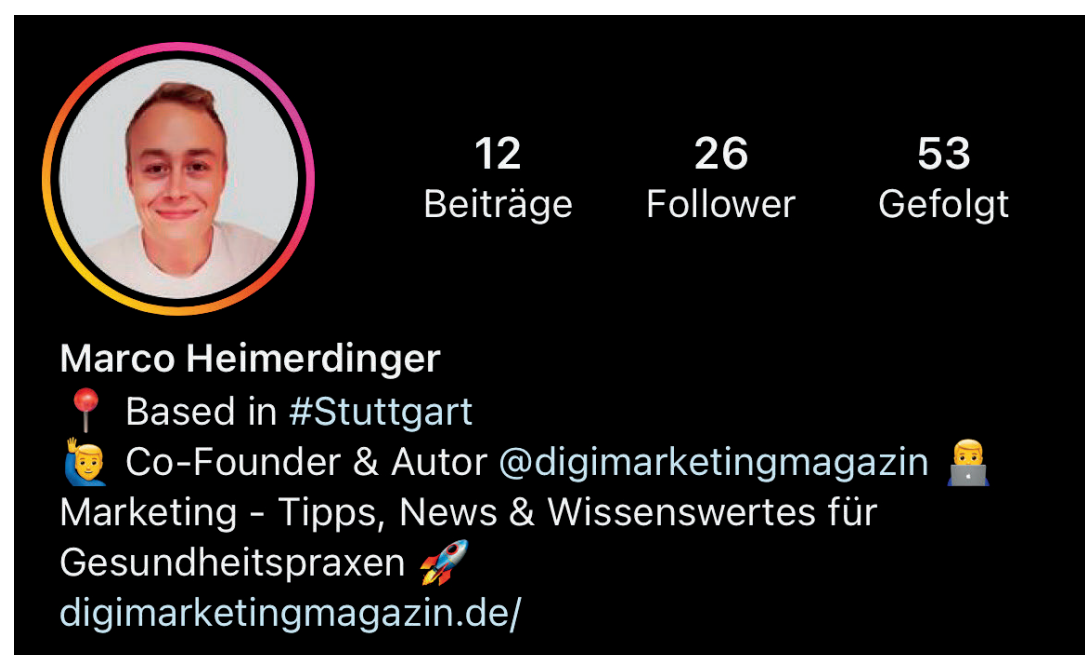 12 26 53
Beiträge Follower Gefolgt
Marco Heimerdinger
📍 Based in #Stuttgart
🙋‍♂️ Co-Founder & Autor @digimarketingmagazin 👨‍💻
Marketing - Tipps, News & Wissenswertes für
Gesundheitspraxen 🚀
digimarketingmagazin.de/